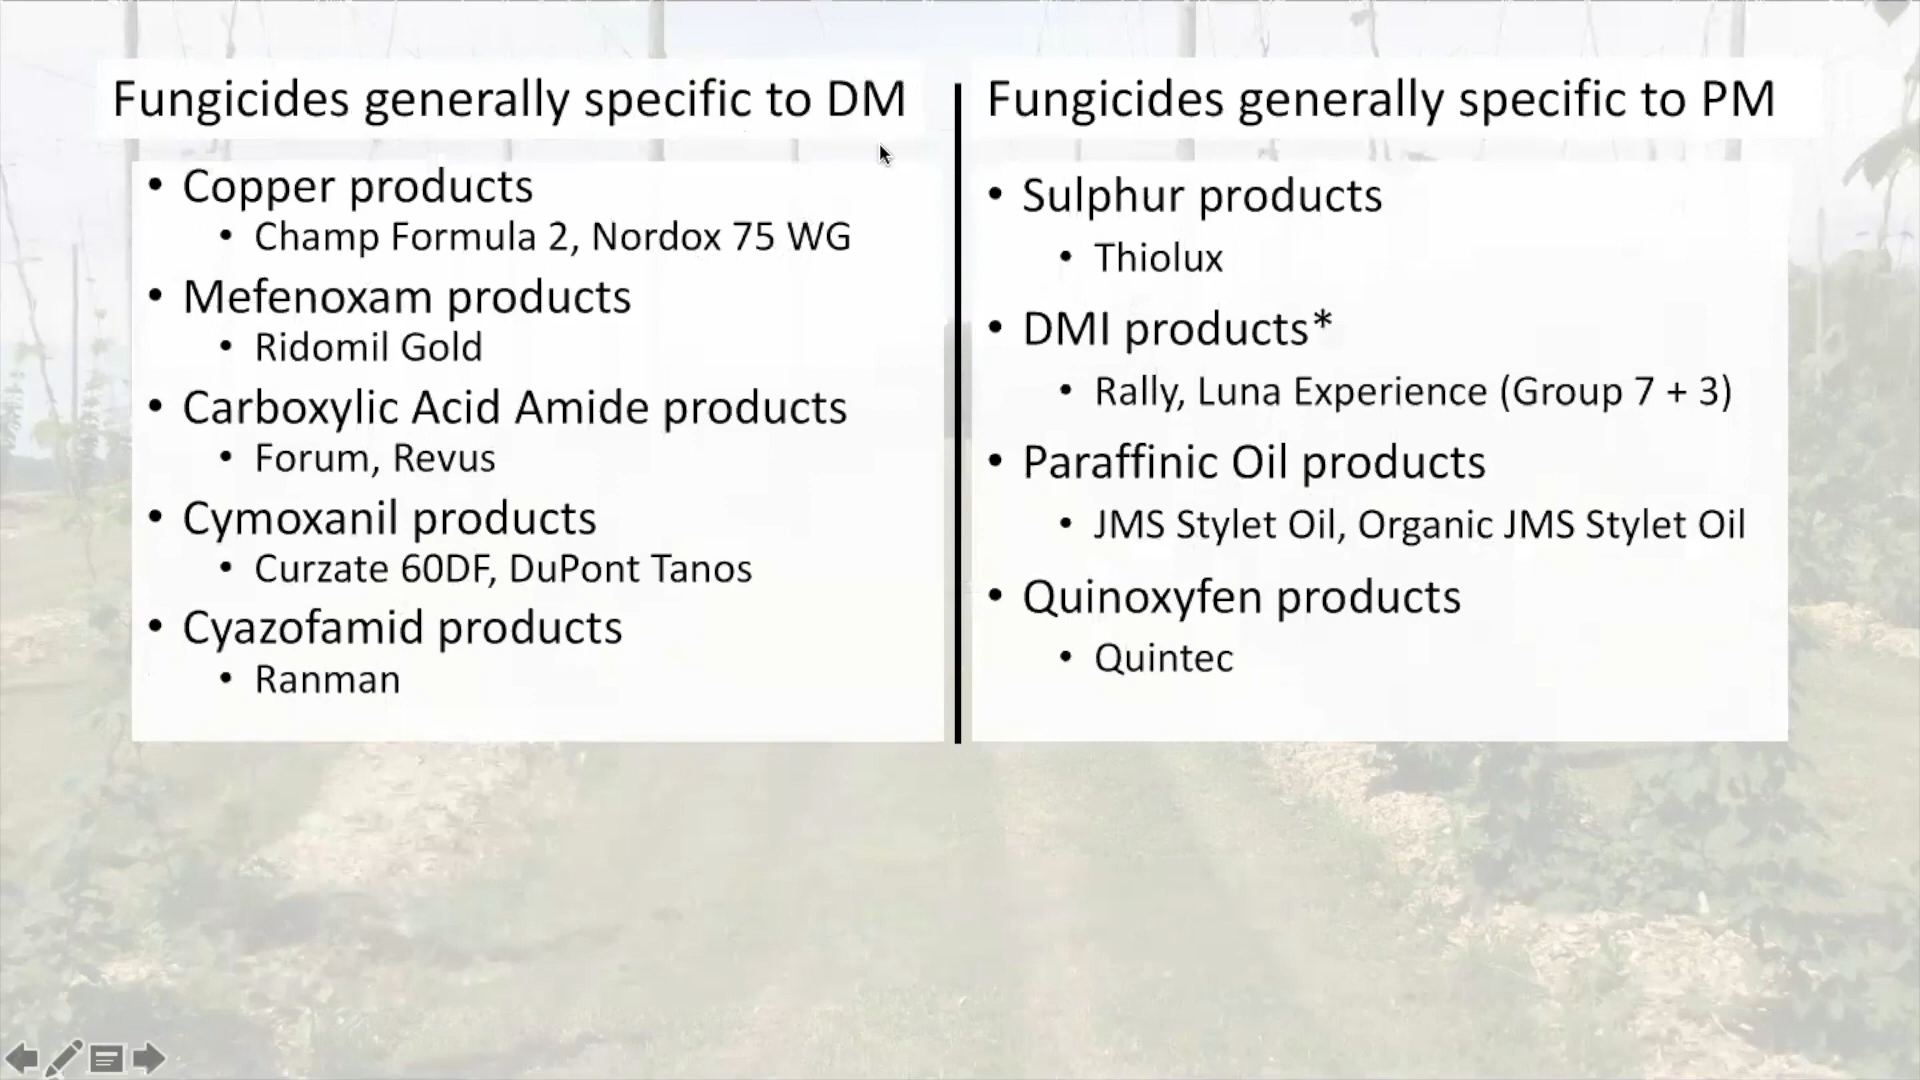 Fungicides generally specific to DM
• Copper products
• Champ Formula 2, Nordox 75 WG
• Mefenoxam products
• Ridomil Gold
• Carboxylic Acid Amide products
• Forum, Revus
• Cymoxanil products
• Curzate 60DF, DuPont Tanos
• Cyazofamid products
• Ranman
Fungicides generally specific to PM
• Sulphur products
• Thiolux
• DMI products*
• Rally, Luna Experience (Group 7 + 3)
• Paraffinic Oil products
• JMS Stylet Oil, Organic JMS Stylet Oil
• Quinoxyfen products
• Quintec